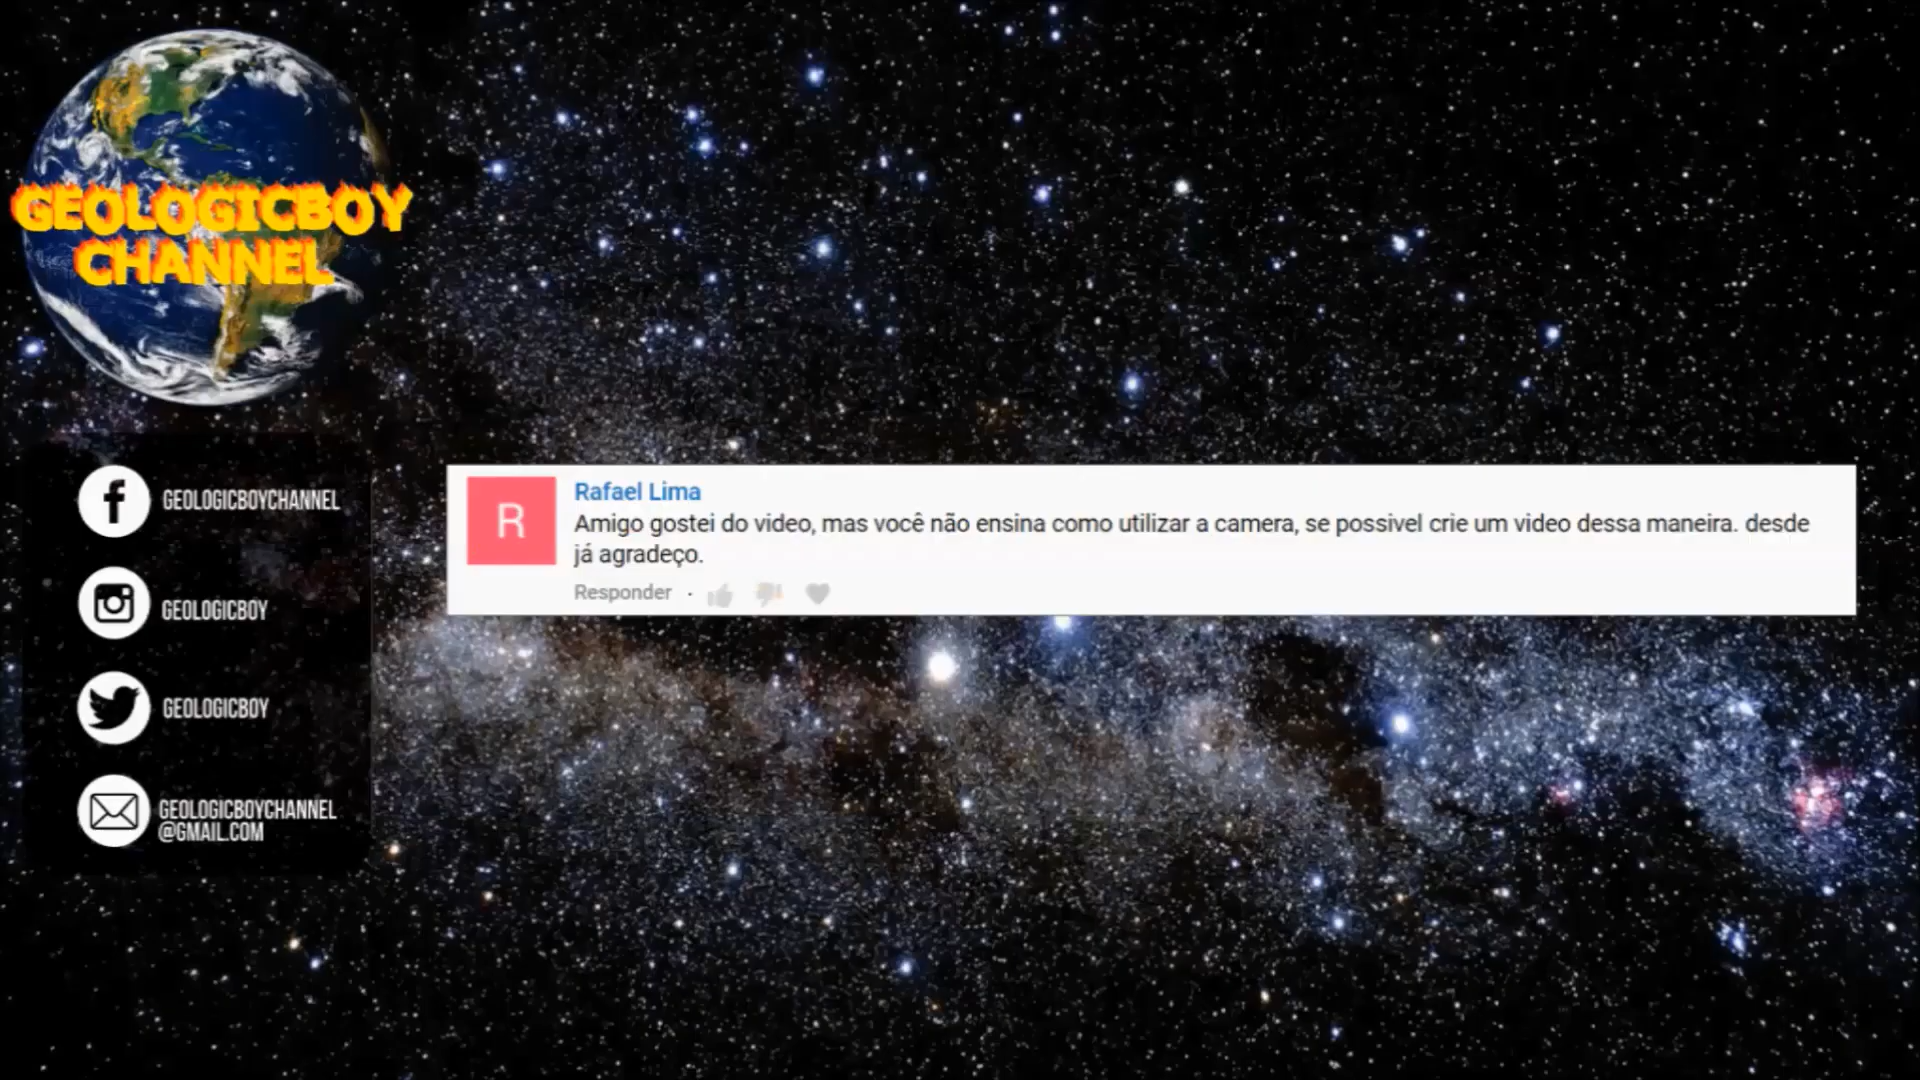 GEOLOGICBOY
CHANNEL
GEOLOGICBOYCHANNEL
GEOLOGICBOY
GEOLOGICBOY
GEOLOGICBOYCHANNEL
@GMAIL.COM
R
Rafael Lima
Amigo gostei do video, mas você não ensina como utilizar a camera, se possivel crie um video dessa maneira. desde
já agradeço.
Responder